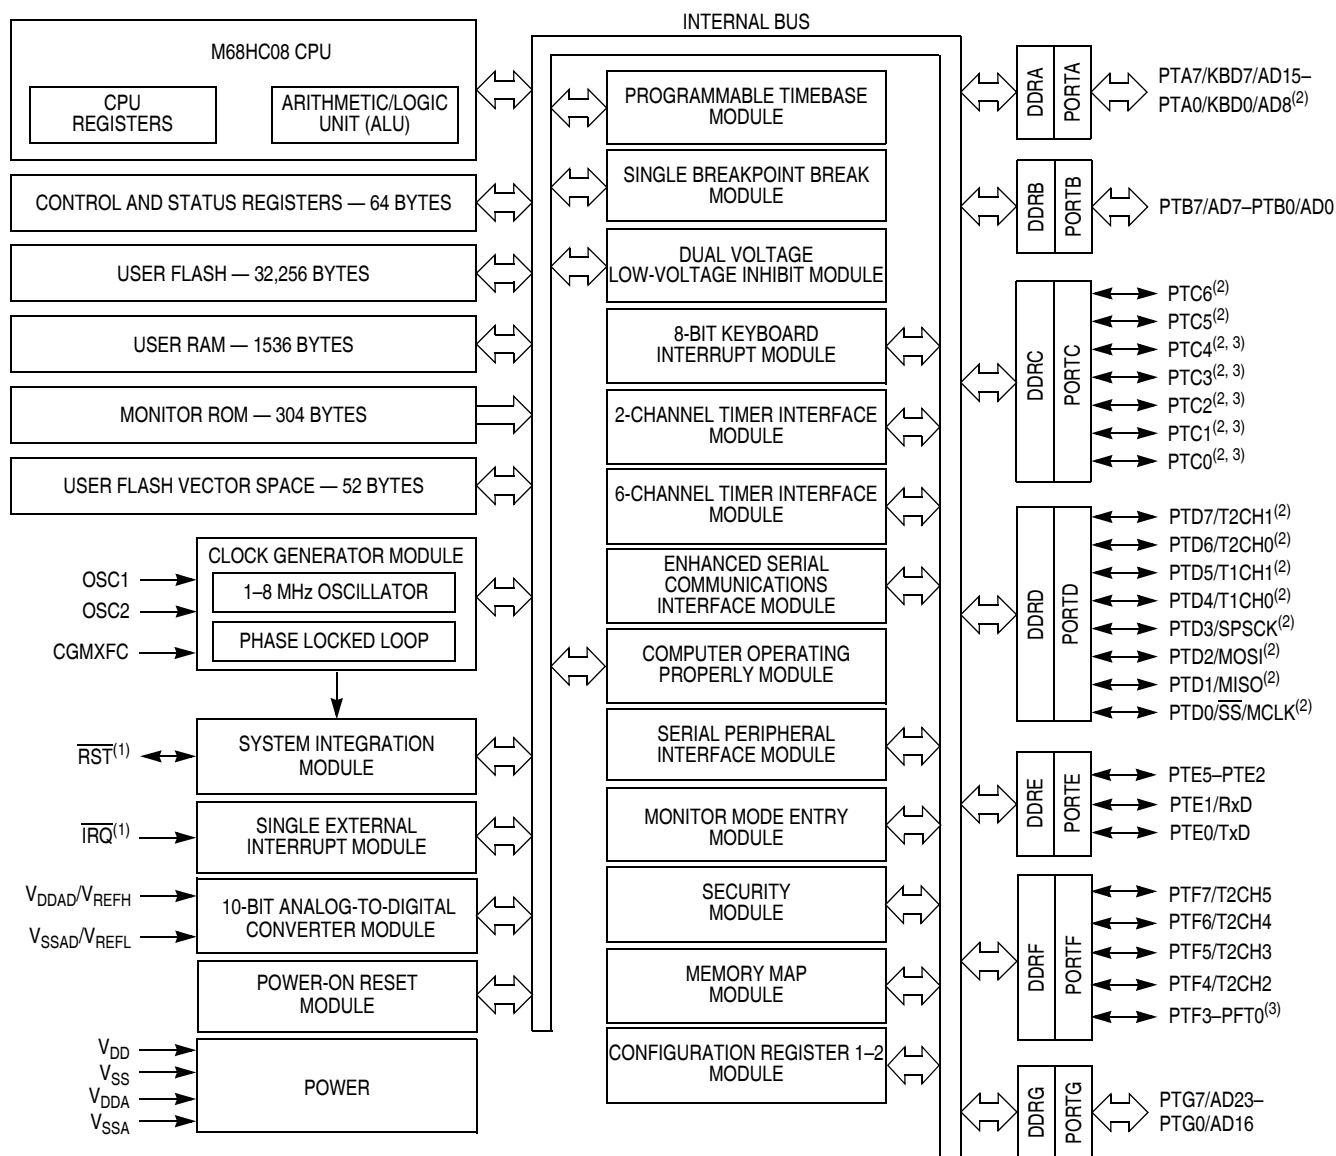 INTERNAL BUS
M68HC08 CPU
CPU
REGISTERS
ARITHMETIC/LOGIC
UNIT (ALU)
CONTROL AND STATUS REGISTERS — 64 BYTES
USER FLASH — 32,256 BYTES
USER RAM — 1536 BYTES
MONITOR ROM — 304 BYTES
USER FLASH VECTOR SPACE — 52 BYTES
CLOCK GENERATOR MODULE
1–8 MHz OSCILLATOR
PHASE LOCKED LOOP
OSC1
OSC2
CGMXFC
SYSTEM INTEGRATION
MODULE
RST(1)
SINGLE EXTERNAL
INTERRUPT MODULE
IRQ(1)
10-BIT ANALOG-TO-DIGITAL
CONVERTER MODULE
VDDAD/VREFH
VSSAD/VREFL
POWER-ON RESET
MODULE
POWER
VDD
VSS
VDDA
VSSA
PROGRAMMABLE TIMEBASE
MODULE
SINGLE BREAKPOINT BREAK
MODULE
DUAL VOLTAGE
LOW-VOLTAGE INHIBIT MODULE
8-BIT KEYBOARD
INTERRUPT MODULE
2-CHANNEL TIMER INTERFACE
MODULE
6-CHANNEL TIMER INTERFACE
MODULE
ENHANCED SERIAL
COMMUNICATIONS
INTERFACE MODULE
COMPUTER OPERATING
PROPERLY MODULE
SERIAL PERIPHERAL
INTERFACE MODULE
MONITOR MODE ENTRY
MODULE
SECURITY
MODULE
MEMORY MAP
MODULE
CONFIGURATION REGISTER 1–2
MODULE
DDRA
PORTA
PTA7/KBD7/AD15–
PTA0/KBD0/AD8(2)
DDRB
PORTB
PTB7/AD7–PTB0/AD0
DDRC
PORTC
PTC6(2)
PTC5(2)
PTC4(2, 3)
PTC3(2, 3)
PTC2(2, 3)
PTC1(2, 3)
PTC0(2, 3)
DDRD
PORTD
PTD7/T2CH1(2)
PTD6/T2CH0(2)
PTD5/T1CH1(2)
PTD4/T1CH0(2)
PTD3/SPSCK(2)
PTD2/MOSI(2)
PTD1/MISO(2)
PTD0/SS/MCLK(2)
DDRE
PORTE
PTE5–PTE2
PTE1/RxD
PTE0/TxD
DDRF
PORTF
PTF7/T2CH5
PTF6/T2CH4
PTF5/T2CH3
PTF4/T2CH2
PTF3–PFT0(3)
DDRG
PORTG
PTG7/AD23–
PTG0/AD16